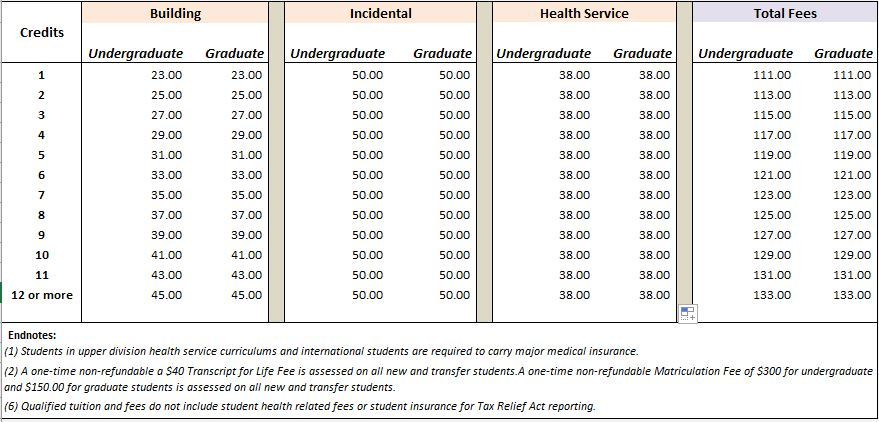 Building Incidental Health Service Total Fees
Credits
Undergraduate Graduate Undergraduate Graduate Undergraduate Graduate Undergraduate Graduate
1 23.00 23.00 50.00 50.00 38.00 38.00 111.00 111.00
2 25.00 25.00 50.00 50.00 38.00 38.00 113.00 113.00
3 27.00 27.00 50.00 50.00 38.00 38.00 115.00 115.00
4 29.00 29.00 50.00 50.00 38.00 38.00 117.00 117.00
5 31.00 31.00 50.00 50.00 38.00 38.00 119.00 119.00
6 33.00 33.00 50.00 50.00 38.00 38.00 121.00 121.00
7 35.00 35.00 50.00 50.00 38.00 38.00 123.00 123.00
8 37.00 37.00 50.00 50.00 38.00 38.00 125.00 125.00
9 39.00 39.00 50.00 50.00 38.00 38.00 127.00 127.00
10 41.00 41.00 50.00 50.00 38.00 38.00 129.00 129.00
11 43.00 43.00 50.00 50.00 38.00 38.00 131.00 131.00
12 or more 45.00 45.00 50.00 50.00 38.00 38.00 133.00 133.00
Endnotes:
(1) Students in upper division health service curriculums and international students are required to carry major medical insurance.
(2) A one-time non-refundable a $40 Transcript for Life Fee is assessed on all new and transfer students.A one-time non-refundable Matriculation Fee of $300 for undergraduate
and $150.00 for graduate students is assessed on all new and transfer students.
(6) Qualified tuition and fees do not include student health related fees or student insurance for Tax Relief Act reporting.